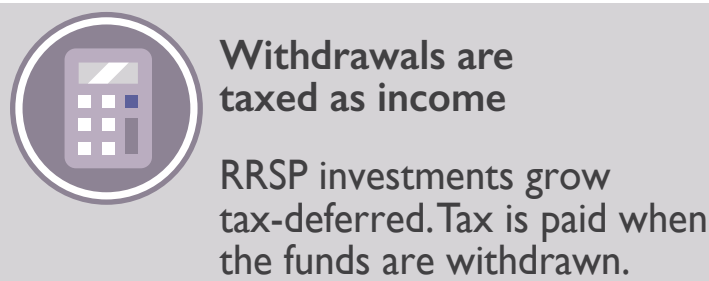 Withdrawals are
taxed as income
RRSP investments grow
tax-deferred. Tax is paid when
the funds are withdrawn.